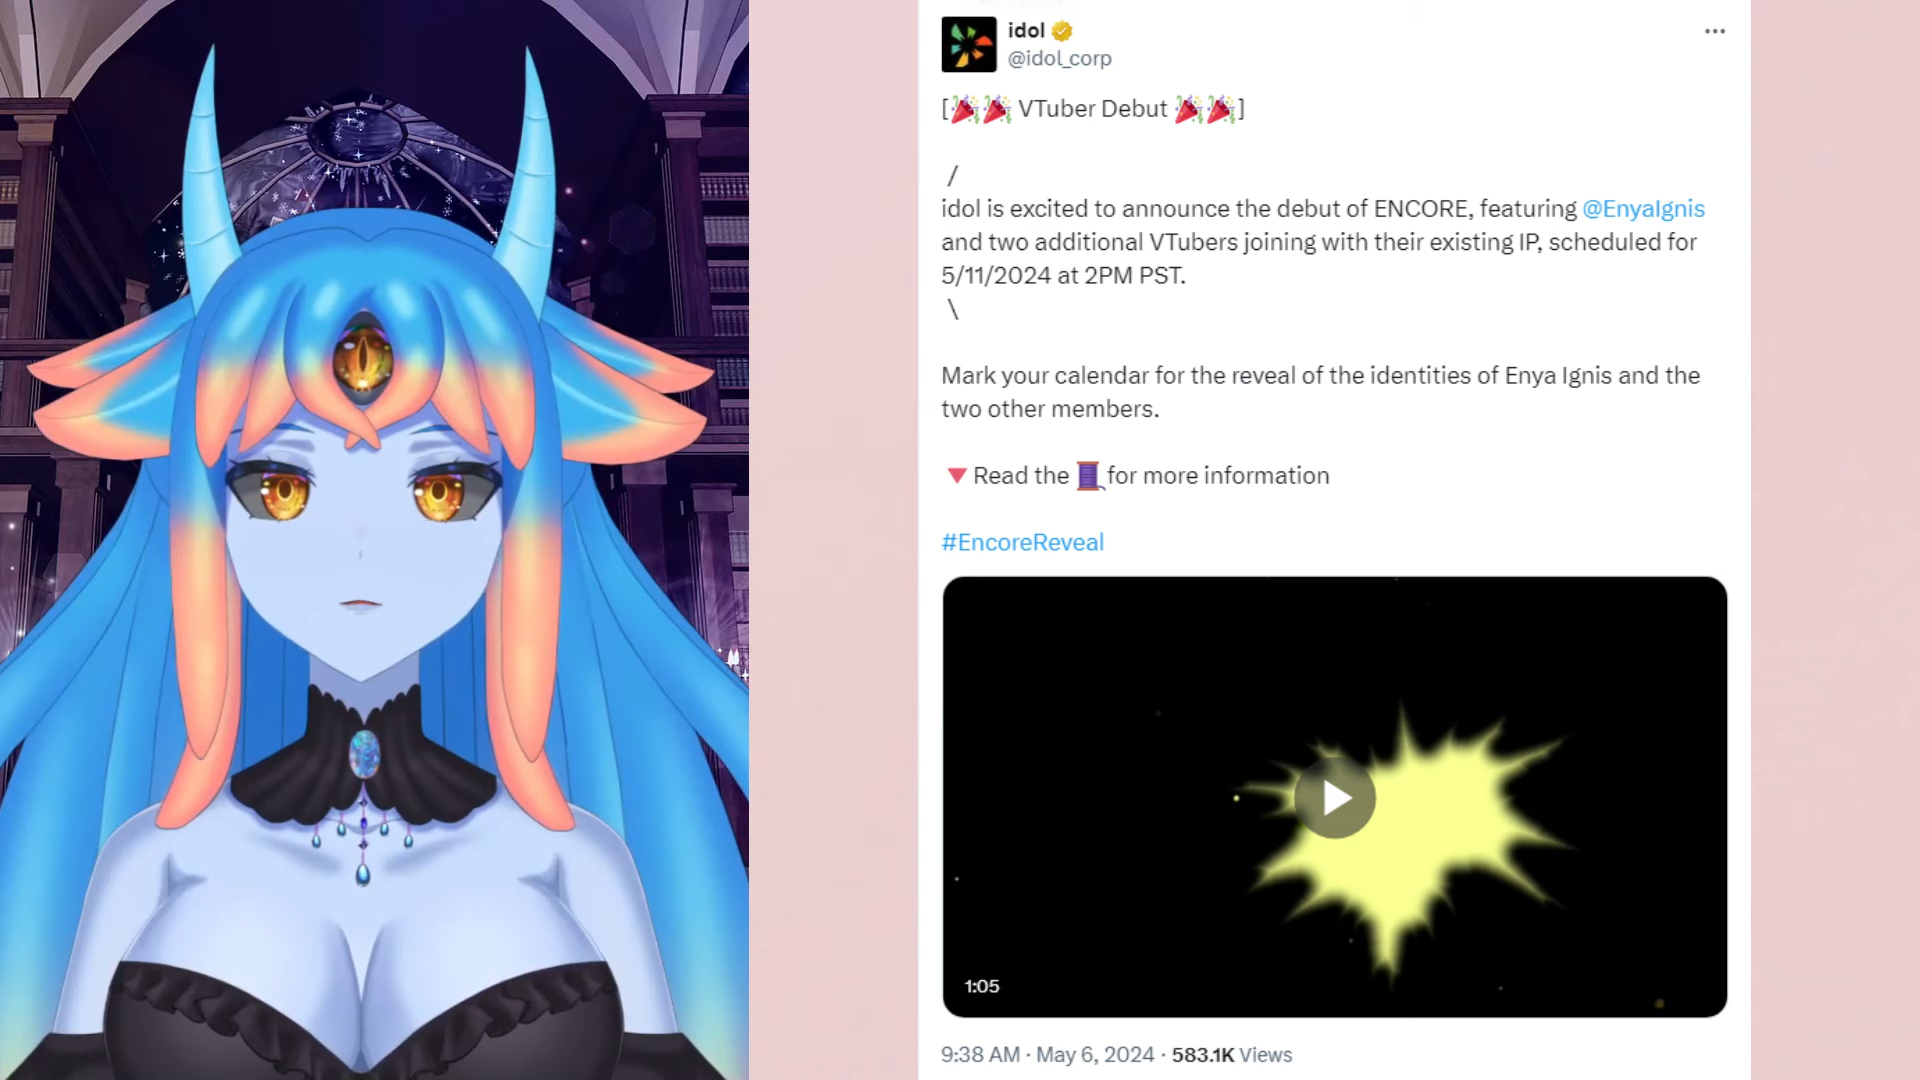 idol
@idol_corp
[🎉🎉 VTuber Debut 🎉🎉]
/
idol is excited to announce the debut of ENCORE, featuring @EnyaIgnis
and two additional VTubers joining with their existing IP, scheduled for
5/11/2024 at 2PM PST.
\
Mark your calendar for the reveal of the identities of Enya Ignis and the
two other members.
🔻Read the 🧵for more information
#EncoreReveal
1:05
9:38 AM · May 6, 2024 · 583.1K Views